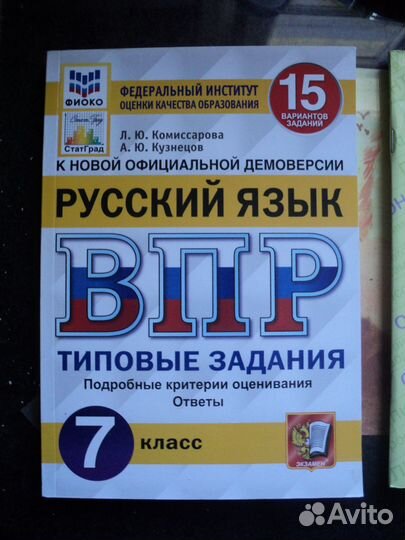 ФИОКО
ФЕДЕРАЛЬНЫЙ ИНСТИТУТ
ОЦЕНКИ КАЧЕСТВА ОБРАЗОВАНИЯ
15
ВАРИАНТОВ
ЗАДАНИЙ
СтатГрад
Л. Ю. Комиссарова
А. Ю. Кузнецов
К НОВОЙ ОФИЦИАЛЬНОЙ ДЕМОВЕРСИИ
РУССКИЙ ЯЗЫК
ВПР
ТИПОВЫЕ ЗАДАНИЯ
Подробные критерии оценивания
Ответы
7 класс
ЭКЗАМЕН
Avito